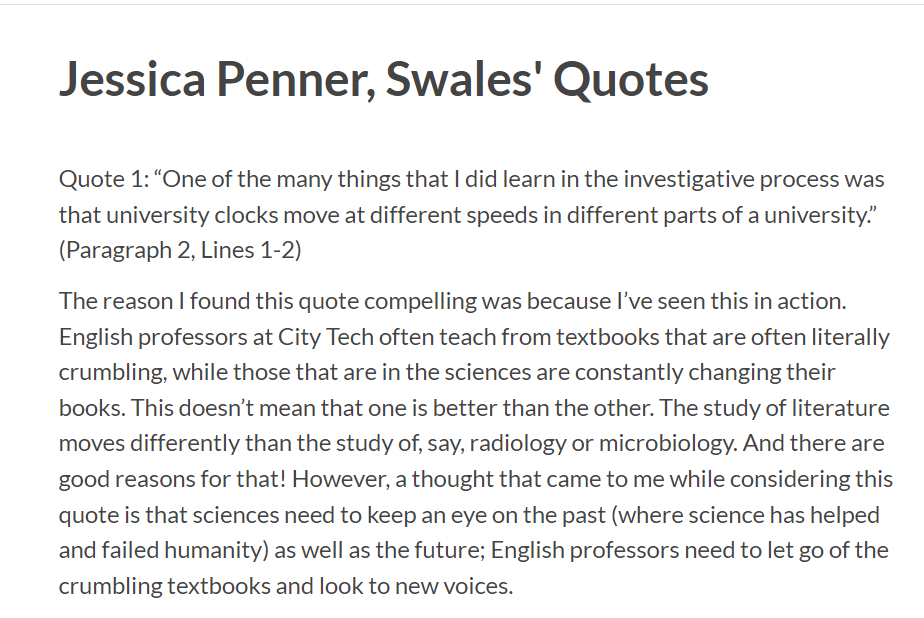 Jessica Penner, Swales' Quotes
Quote 1: “One of the many things that I did learn in the investigative process was
that university clocks move at different speeds in different parts of a university.”
(Paragraph 2, Lines 1-2)
The reason I found this quote compelling was because I’ve seen this in action.
English professors at City Tech often teach from textbooks that are often literally
crumbling, while those that are in the sciences are constantly changing their
books. This doesn’t mean that one is better than the other. The study of literature
moves differently than the study of, say, radiology or microbiology. And there are
good reasons for that! However, a thought that came to me while considering this
quote is that sciences need to keep an eye on the past (where science has helped
and failed humanity) as well as the future; English professors need to let go of the
crumbling textbooks and look to new voices.